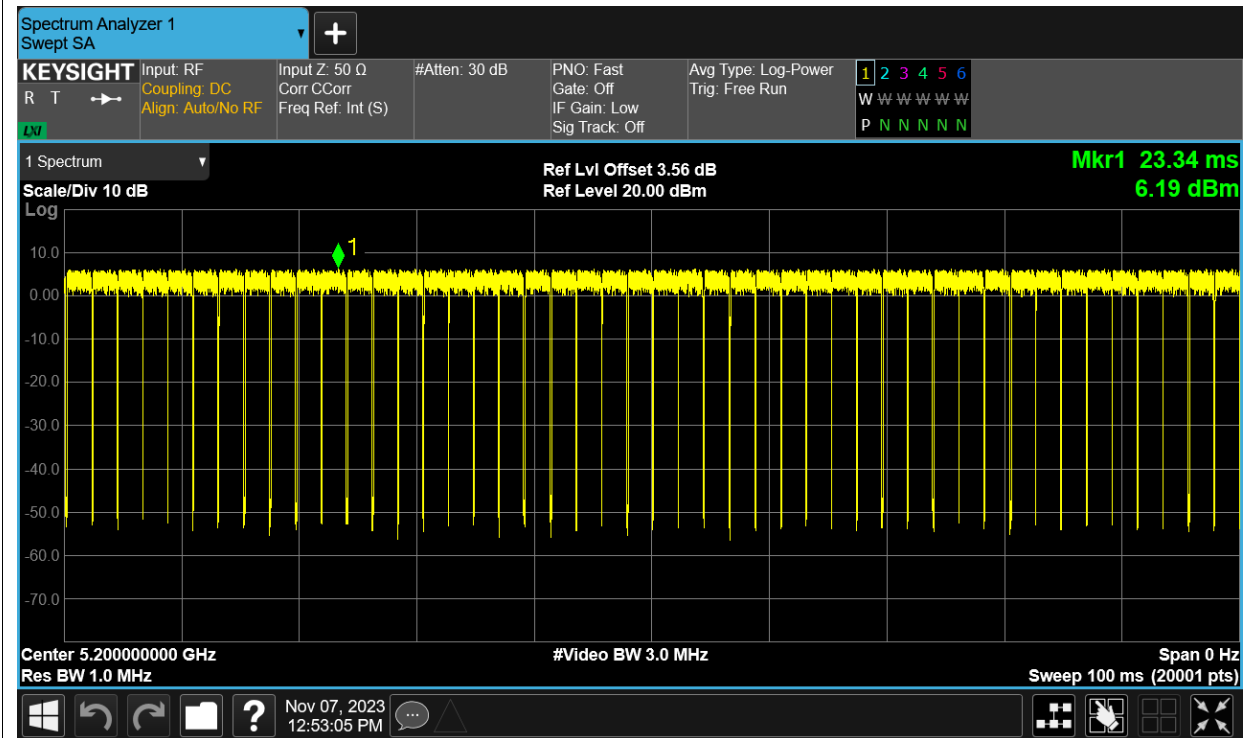 Spectrum Analyzer 1
Swept SA
KEYSIGHT
R T
LXI
Input: RF
Coupling: DC
Align: Auto/No RF
Input Z: 50 Ω
Corr CCorr
Freq Ref: Int (S)
#Atten: 30 dB
PNO: Fast
Gate: Off
IF Gain: Low
Sig Track: Off
Avg Type: Log-Power
Trig: Free Run
1 2 3 4 5 6
W W W W W W
P N N N N N
1 Spectrum
Scale/Div 10 dB
Log
Ref Lvl Offset 3.56 dB
Ref Level 20.00 dBm
Mkr1 23.34 ms
6.19 dBm
1
10.0
0.00
-10.0
-20.0
-30.0
-40.0
-50.0
-60.0
-70.0
Center 5.200000000 GHz
#Video BW 3.0 MHz
Span 0 Hz
Res BW 1.0 MHz
Sweep 100 ms (20001 pts)
?
Nov 07, 2023
12:53:05 PM